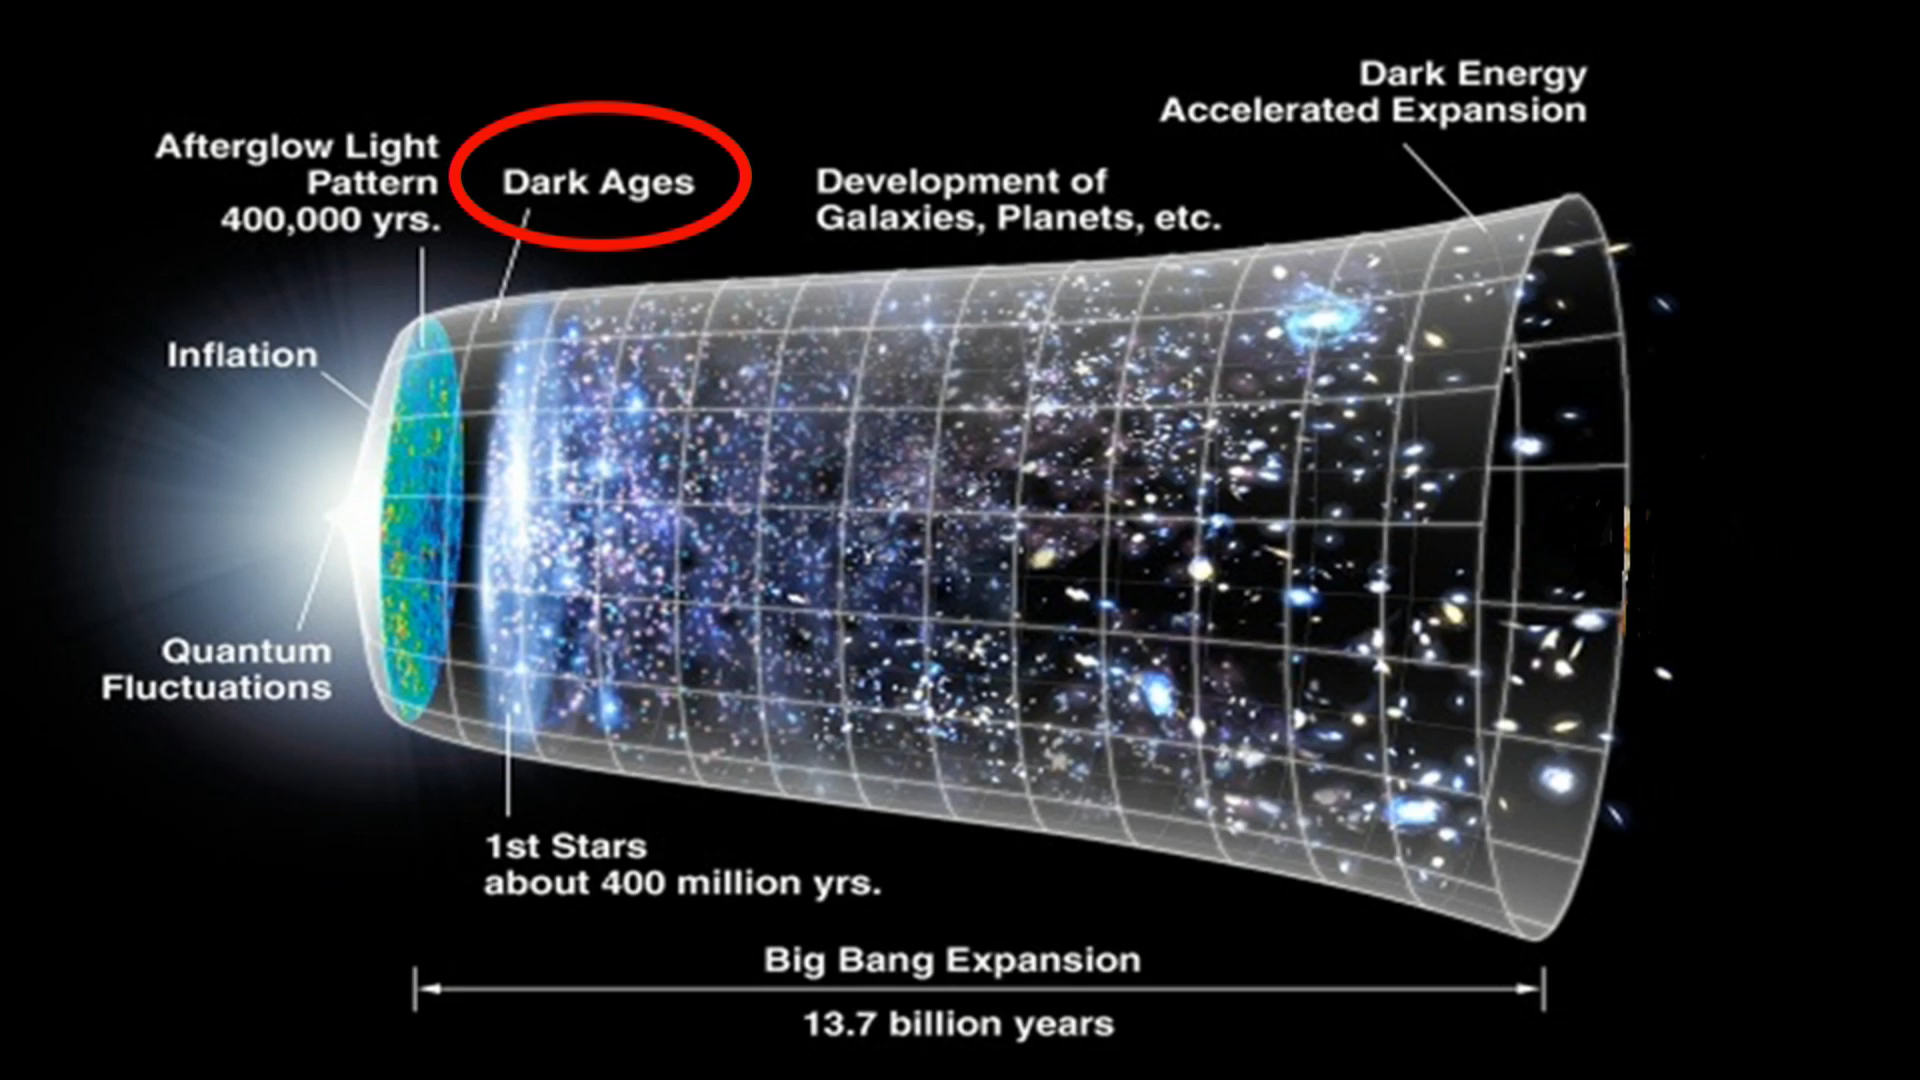 Dark Energy
Accelerated Expansion
Afterglow Light
Pattern
400,000 yrs.
Dark Ages
Development of
Galaxies, Planets, etc.
Inflation
Quantum
Fluctuations
1st Stars
about 400 million yrs.
Big Bang Expansion
13.7 billion years